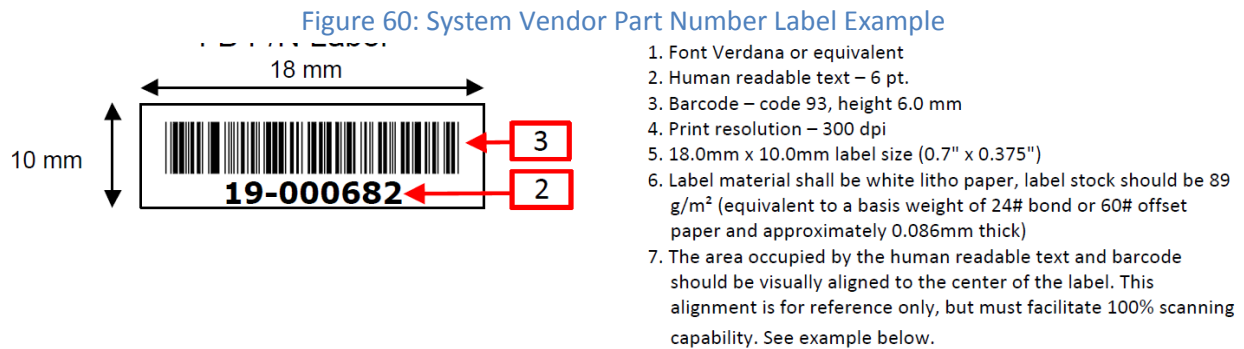 Figure 60: System Vendor Part Number Label Example
18 mm
10 mm
3
19-000682
2
1. Font Verdana or equivalent
2. Human readable text – 6 pt.
3. Barcode – code 93, height 6.0 mm
4. Print resolution – 300 dpi
5. 18.0mm x 10.0mm label size (0.7" x 0.375")
6. Label material shall be white litho paper, label stock should be 89
g/m² (equivalent to a basis weight of 24# bond or 60# offset
paper and approximately 0.086mm thick)
7. The area occupied by the human readable text and barcode
should be visually aligned to the center of the label. This
alignment is for reference only, but must facilitate 100% scanning
capability. See example below.